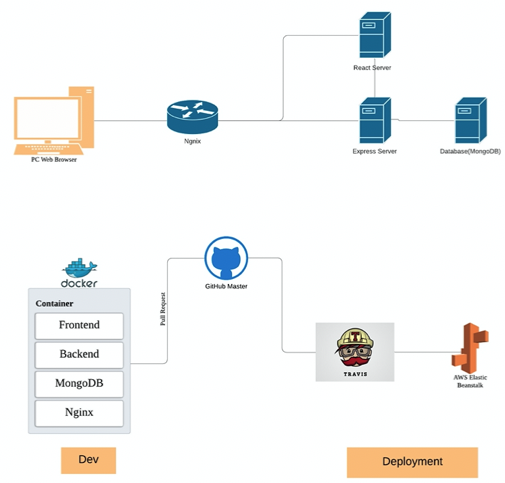 React Server
PC Web Browser
Ngnix
Express Server
Database(MongoDB)
docker
Container
Frontend
Backend
MongoDB
Nginx
Pull Request
GitHub Master
T
TRAVIS
AWS Elastic
Beanstalk
Dev
Deployment